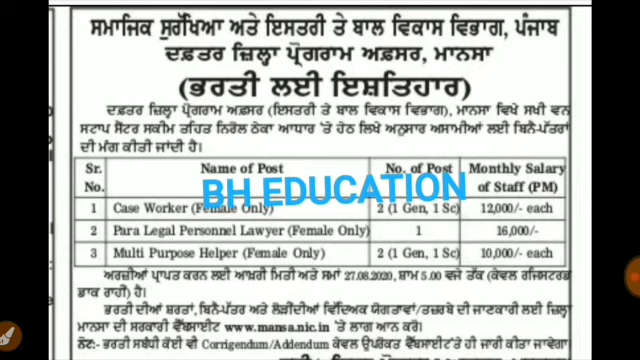 ਸਮਾਜਿਕ ਸੁਰੱਖਿਆ ਅਤੇ ਇਸਤਰੀ ਤੇ ਬਾਲ ਵਿਕਾਸ ਵਿਭਾਗ, ਪੰਜਾਬ
ਦਫ਼ਤਰ ਜ਼ਿਲ੍ਹਾ ਪ੍ਰੋਗਰਾਮ ਅਫ਼ਸਰ, ਮਾਨਸਾ
(ਭਰਤੀ ਲਈ ਇਸ਼ਤਿਹਾਰ)
ਦਫ਼ਤਰ ਜ਼ਿਲ੍ਹਾ ਪ੍ਰੋਗਰਾਮ ਅਫ਼ਸਰ (ਇਸਤਰੀ ਤੇ ਬਾਲ ਵਿਕਾਸ ਵਿਭਾਗ), ਮਾਨਸਾ ਵਿਖੇ ਸਖੀ ਵਨ
ਸਟਾਪ ਸੈਂਟਰ ਸਕੀਮ ਤਹਿਤ ਨਿਰੋਲ ਠੇਕਾ ਆਧਾਰ 'ਤੇ ਹੇਠ ਲਿਖੇ ਅਨੁਸਾਰ ਅਸਾਮੀਆਂ ਲਈ ਬਿਨੈ-ਪੱਤਰਾਂ
ਦੀ ਮੰਗ ਕੀਤੀ ਜਾਂਦੀ ਹੈ।
Sr. No. Name of Post No. of Post Monthly Salary of Staff (PM)
BH EDUCATION
1 Case Worker (Female Only) 2 (1 Gen, 1 Sc) 12,000/- each
2 Para Legal Personnel Lawyer (Female Only) 1 16,000/-
3 Multi Purpose Helper (Female Only) 2 (1 Gen, 1 Sc) 10,000/- each
ਅਰਜ਼ੀਆਂ ਪ੍ਰਾਪਤ ਕਰਨ ਲਈ ਆਖ਼ਰੀ ਮਿਤੀ ਅਤੇ ਸਮਾਂ 27.08.2020, ਸ਼ਾਮ 5.00 ਵਜੇ ਤੱਕ (ਕੇਵਲ ਰਜਿਸਟਰਡ
ਡਾਕ ਰਾਹੀਂ) ਹੈ।
ਭਰਤੀ ਦੀਆਂ ਸ਼ਰਤਾਂ, ਬਿਨੈ-ਪੱਤਰ ਅਤੇ ਲੋੜੀਂਦੀਆਂ ਵਿੱਦਿਅਕ ਯੋਗਤਾਵਾਂ/ਤਜ਼ਰਬੇ ਦੀ ਜਾਣਕਾਰੀ ਲਈ ਜ਼ਿਲ੍ਹਾ
ਮਾਨਸਾ ਦੀ ਸਰਕਾਰੀ ਵੈੱਬਸਾਈਟ www.mansa.nic.in 'ਤੇ ਲਾਗ ਆਨ ਕਰੋ।
ਨੋਟ:- ਭਰਤੀ ਸਬੰਧੀ ਕੋਈ ਵੀ Corrigendum/Addendum ਕੇਵਲ ਉਪਰੋਕਤ ਵੈੱਬਸਾਈਟ 'ਤੇ ਹੀ ਜਾਰੀ ਕੀਤਾ ਜਾਵੇਗਾ